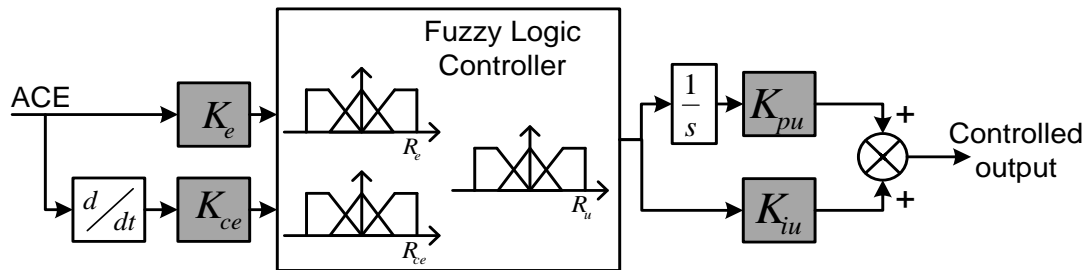 Fuzzy Logic
Controller
ACE
K_e
R_e
1/s
K_pu
+
Controlled
output
d/dt
K_ce
R_ce
R_u
K_iu
+